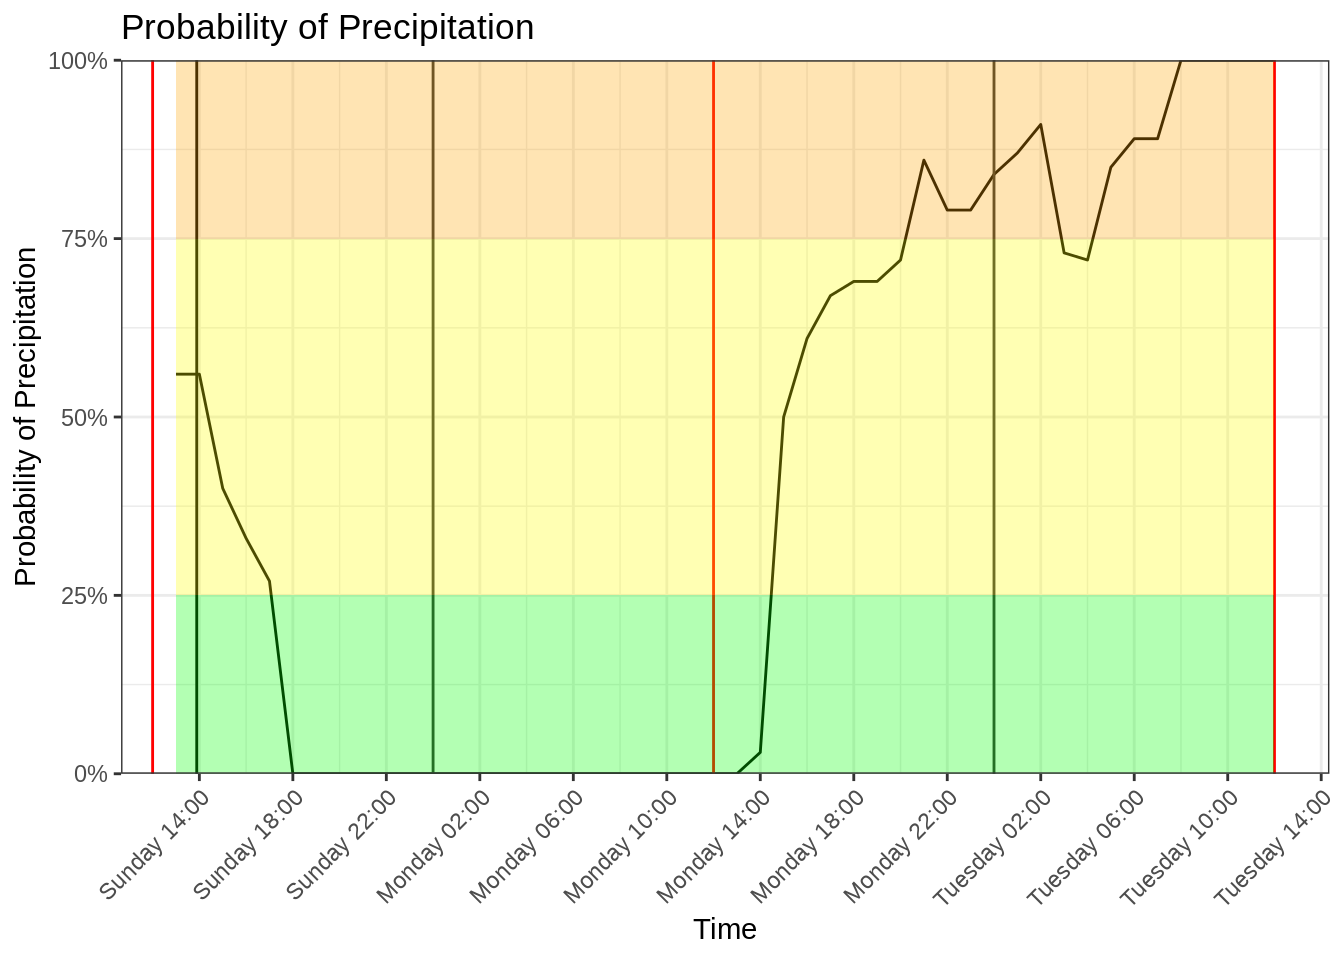 Probability of Precipitation
Probability of Precipitation
100%
75%
50%
25%
0%
Sunday 14:00
Sunday 18:00
Sunday 22:00
Monday 02:00
Monday 06:00
Monday 10:00
Monday 14:00
Monday 18:00
Monday 22:00
Tuesday 02:00
Tuesday 06:00
Tuesday 10:00
Tuesday 14:00
Time